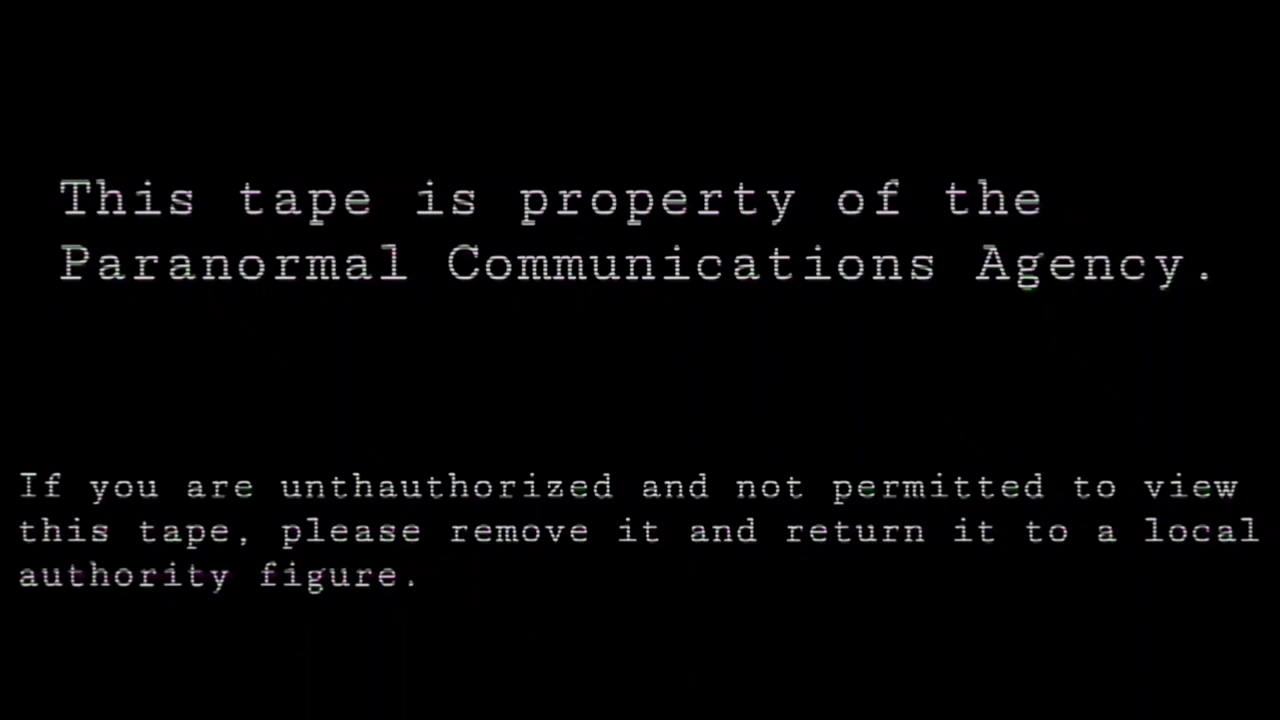 This tape is property of the
Paranormal Communications Agency.
If you are unthauthorized and not permitted to view
this tape, please remove it and return it to a local
authority figure.